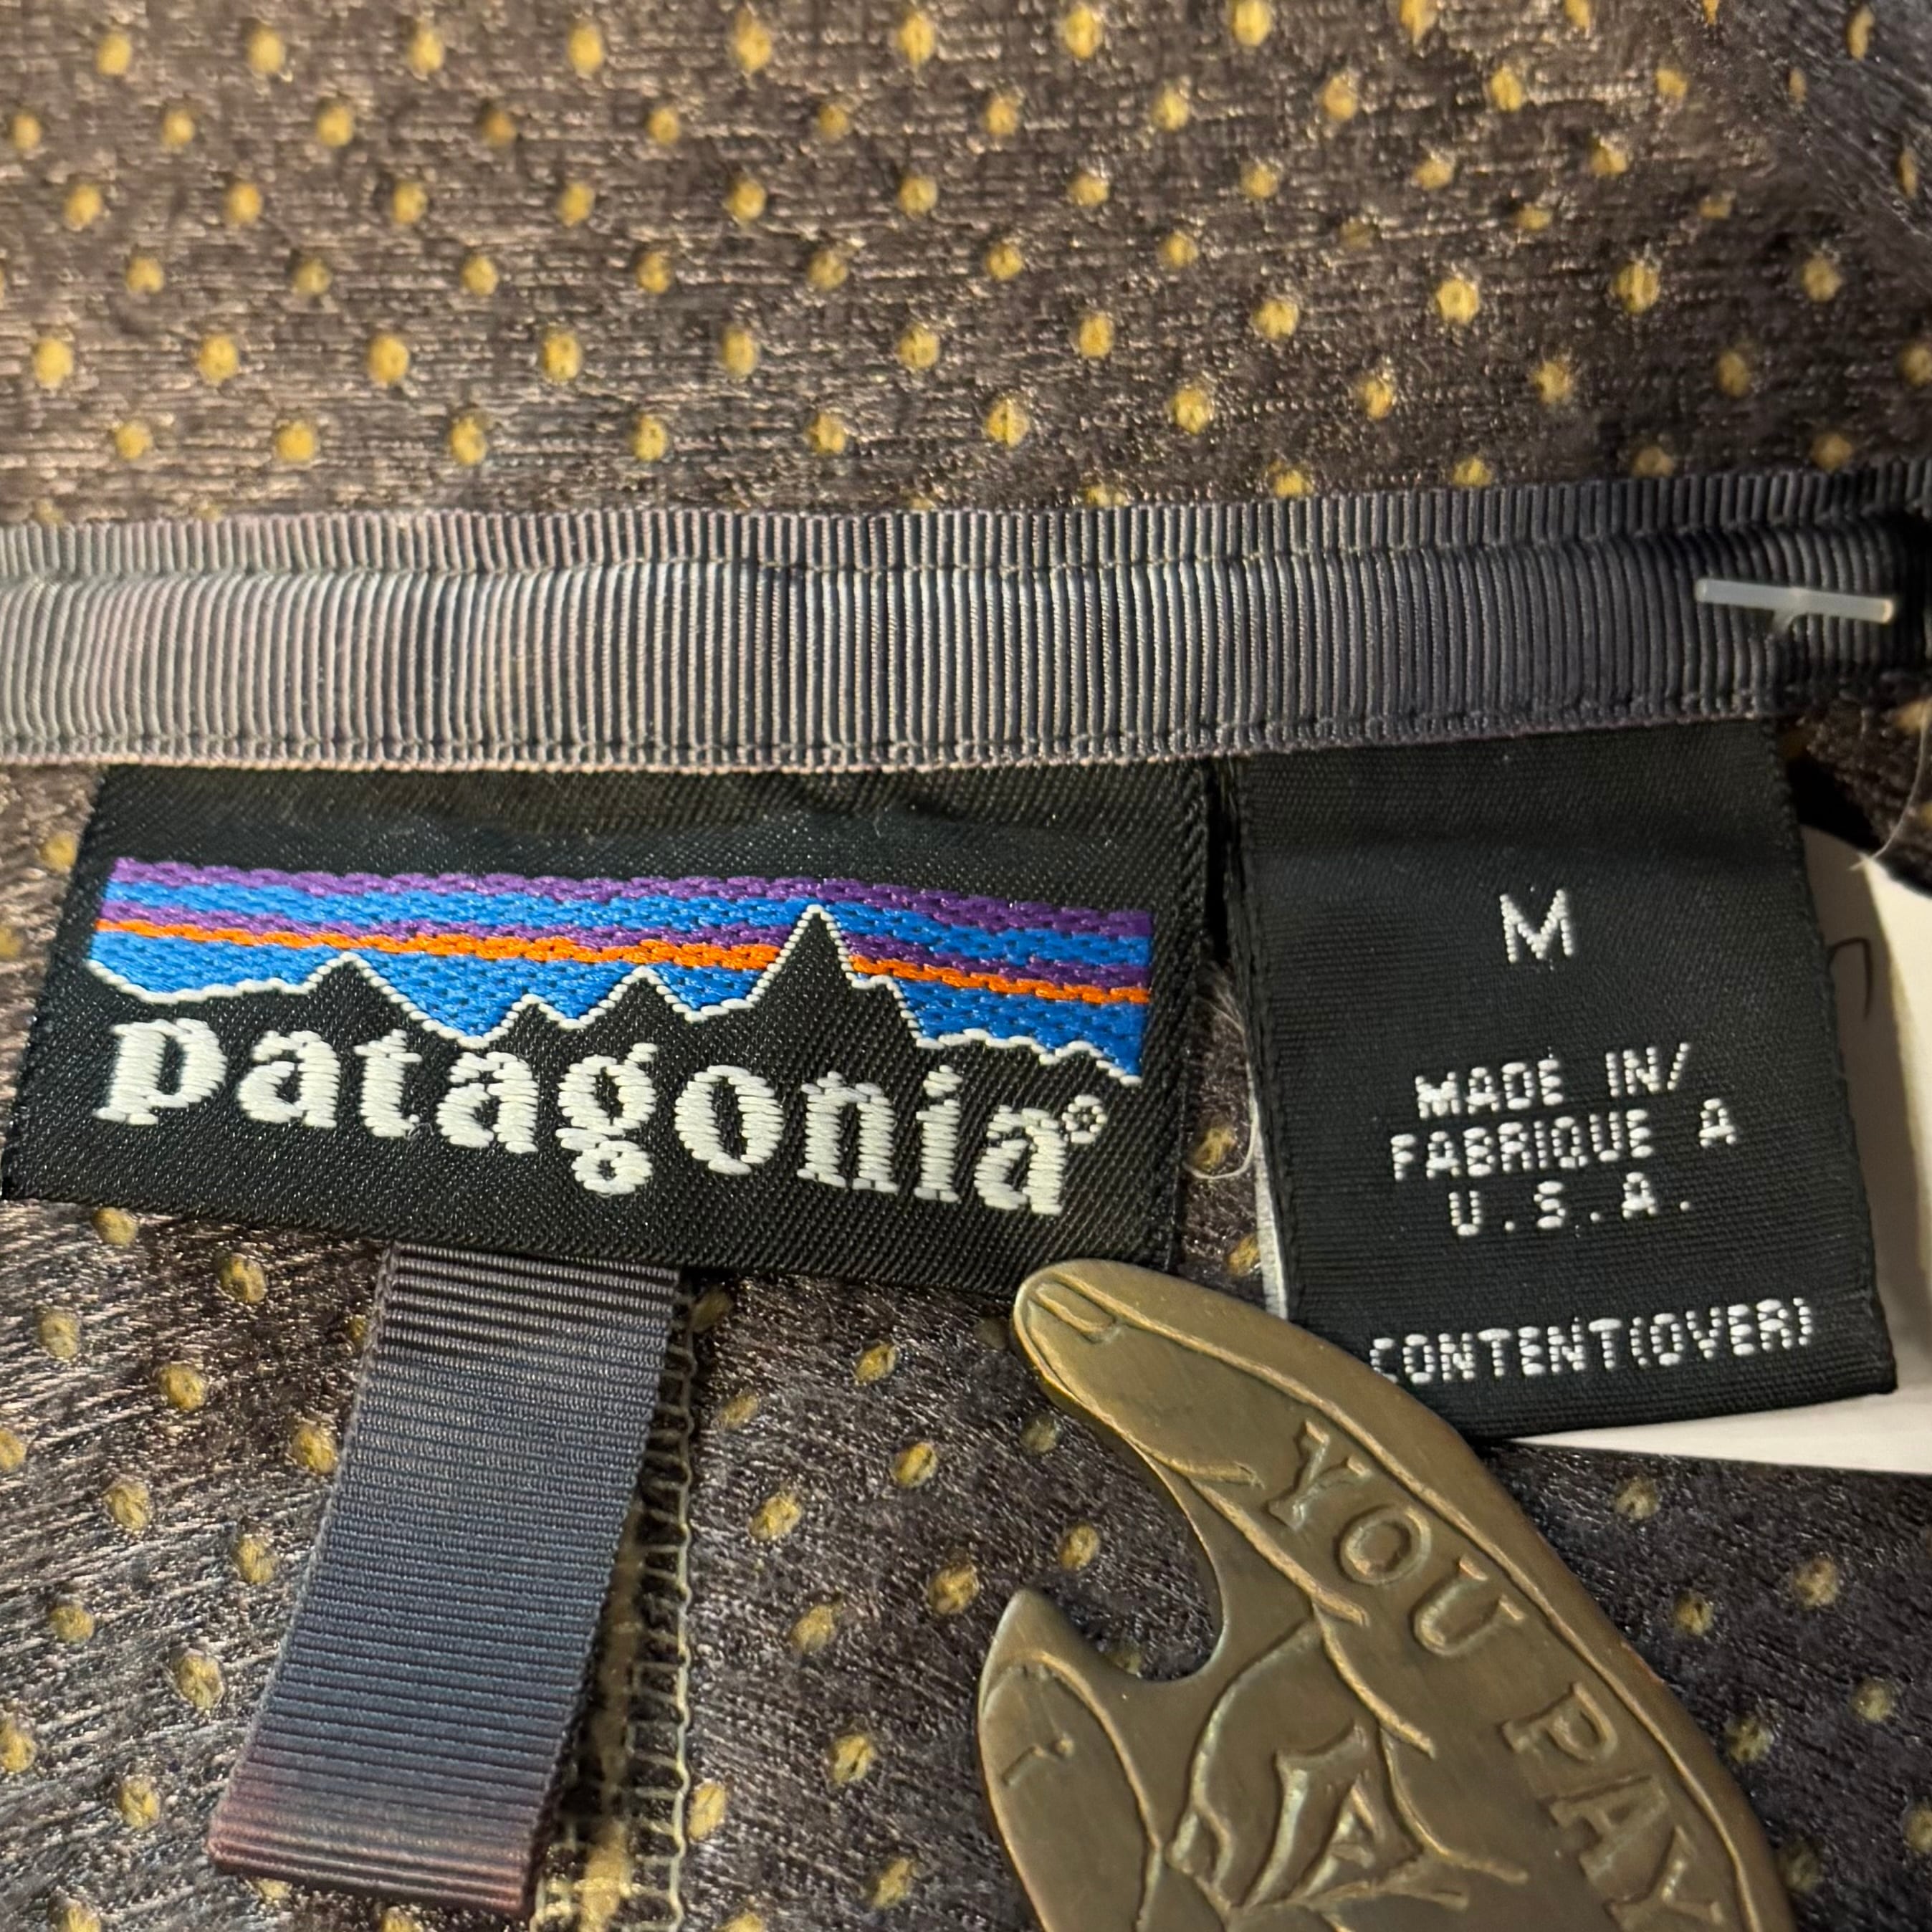 patagonia®
M
MADE IN/
FABRIQUE A
U.S.A.
CONTENT(OVER)
YOU PAY